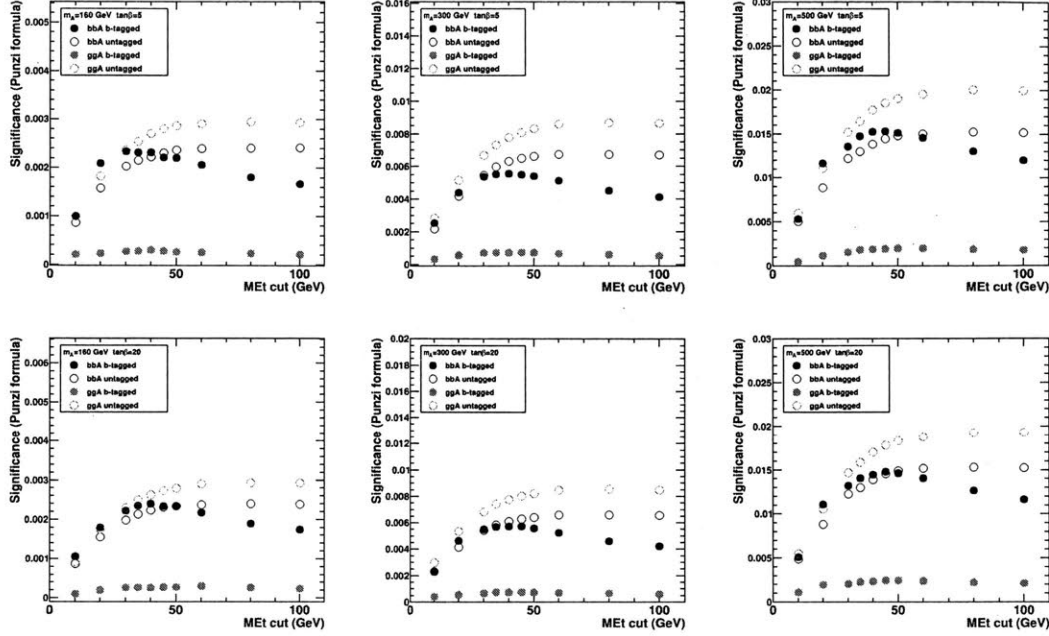 m_A=160 GeV tanβ=5
bbA b-tagged
bbA untagged
ggA b-tagged
ggA untagged
Significance (Punzi formula)
0.005
0.004
0.003
0.002
0.001
0
0 50 100
MEt cut (GeV)
m_A=300 GeV tanβ=5
bbA b-tagged
bbA untagged
ggA b-tagged
ggA untagged
Significance (Punzi formula)
0.016
0.014
0.012
0.01
0.008
0.006
0.004
0.002
0
0 50 100
MEt cut (GeV)
m_A=500 GeV tanβ=5
bbA b-tagged
bbA untagged
ggA b-tagged
ggA untagged
Significance (Punzi formula)
0.03
0.025
0.02
0.015
0.01
0.005
0
0 50 100
MEt cut (GeV)
m_A=160 GeV tanβ=20
bbA b-tagged
bbA untagged
ggA b-tagged
ggA untagged
Significance (Punzi formula)
0.006
0.005
0.004
0.003
0.002
0.001
0
0 50 100
MEt cut (GeV)
m_A=300 GeV tanβ=20
bbA b-tagged
bbA untagged
ggA b-tagged
ggA untagged
Significance (Punzi formula)
0.02
0.018
0.016
0.014
0.012
0.01
0.008
0.006
0.004
0.002
0
0 50 100
MEt cut (GeV)
m_A=500 GeV tanβ=20
bbA b-tagged
bbA untagged
ggA b-tagged
ggA untagged
Significance (Punzi formula)
0.03
0.025
0.02
0.015
0.01
0.005
0
0 50 100
MEt cut (GeV)